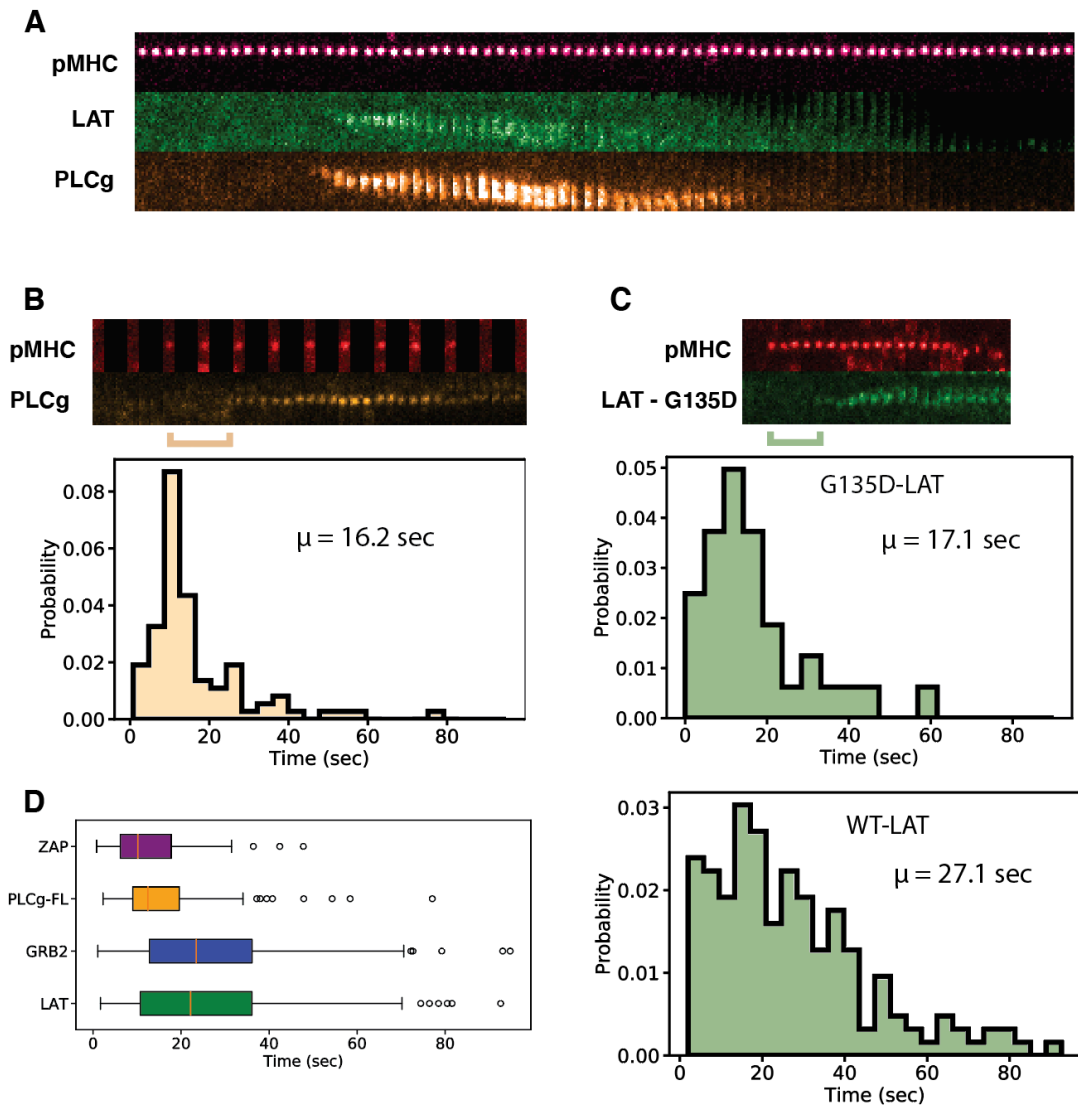 A
pMHC
LAT
PLCg
B
pMHC
PLCg
0.08
0.06
0.04
0.02
0.00
Probability
μ = 16.2 sec
0
20
40
60
80
Time (sec)
C
pMHC
LAT - G135D
0.05
0.04
0.03
0.02
0.01
0.00
Probability
G135D-LAT
μ = 17.1 sec
0
20
40
60
80
Time (sec)
D
ZAP
PLCg-FL
GRB2
LAT
0
20
40
60
80
Time (sec)
0.03
0.02
0.01
0.00
Probability
WT-LAT
μ = 27.1 sec
0
20
40
60
80
Time (sec)